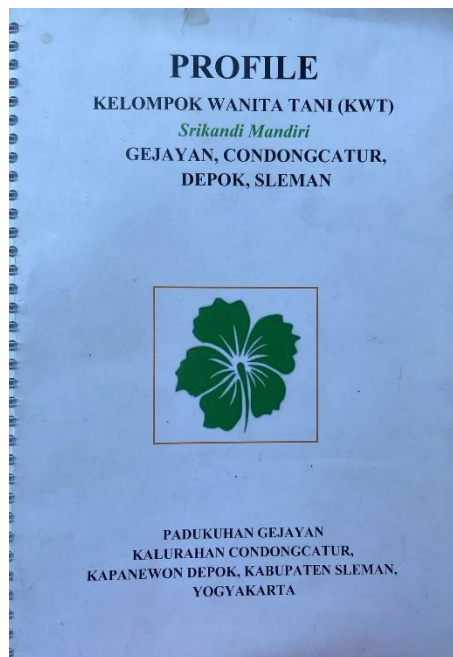 PROFILE
KELOMPOK WANITA TANI (KWT)
Srikandi Mandiri
GEJAYAN, CONDONGCATUR,
DEPOK, SLEMAN
PADUKUHAN GEJAYAN
KALURAHAN CONDONGCATUR,
KAPANEWON DEPOK, KABUPATEN SLEMAN,
YOGYAKARTA